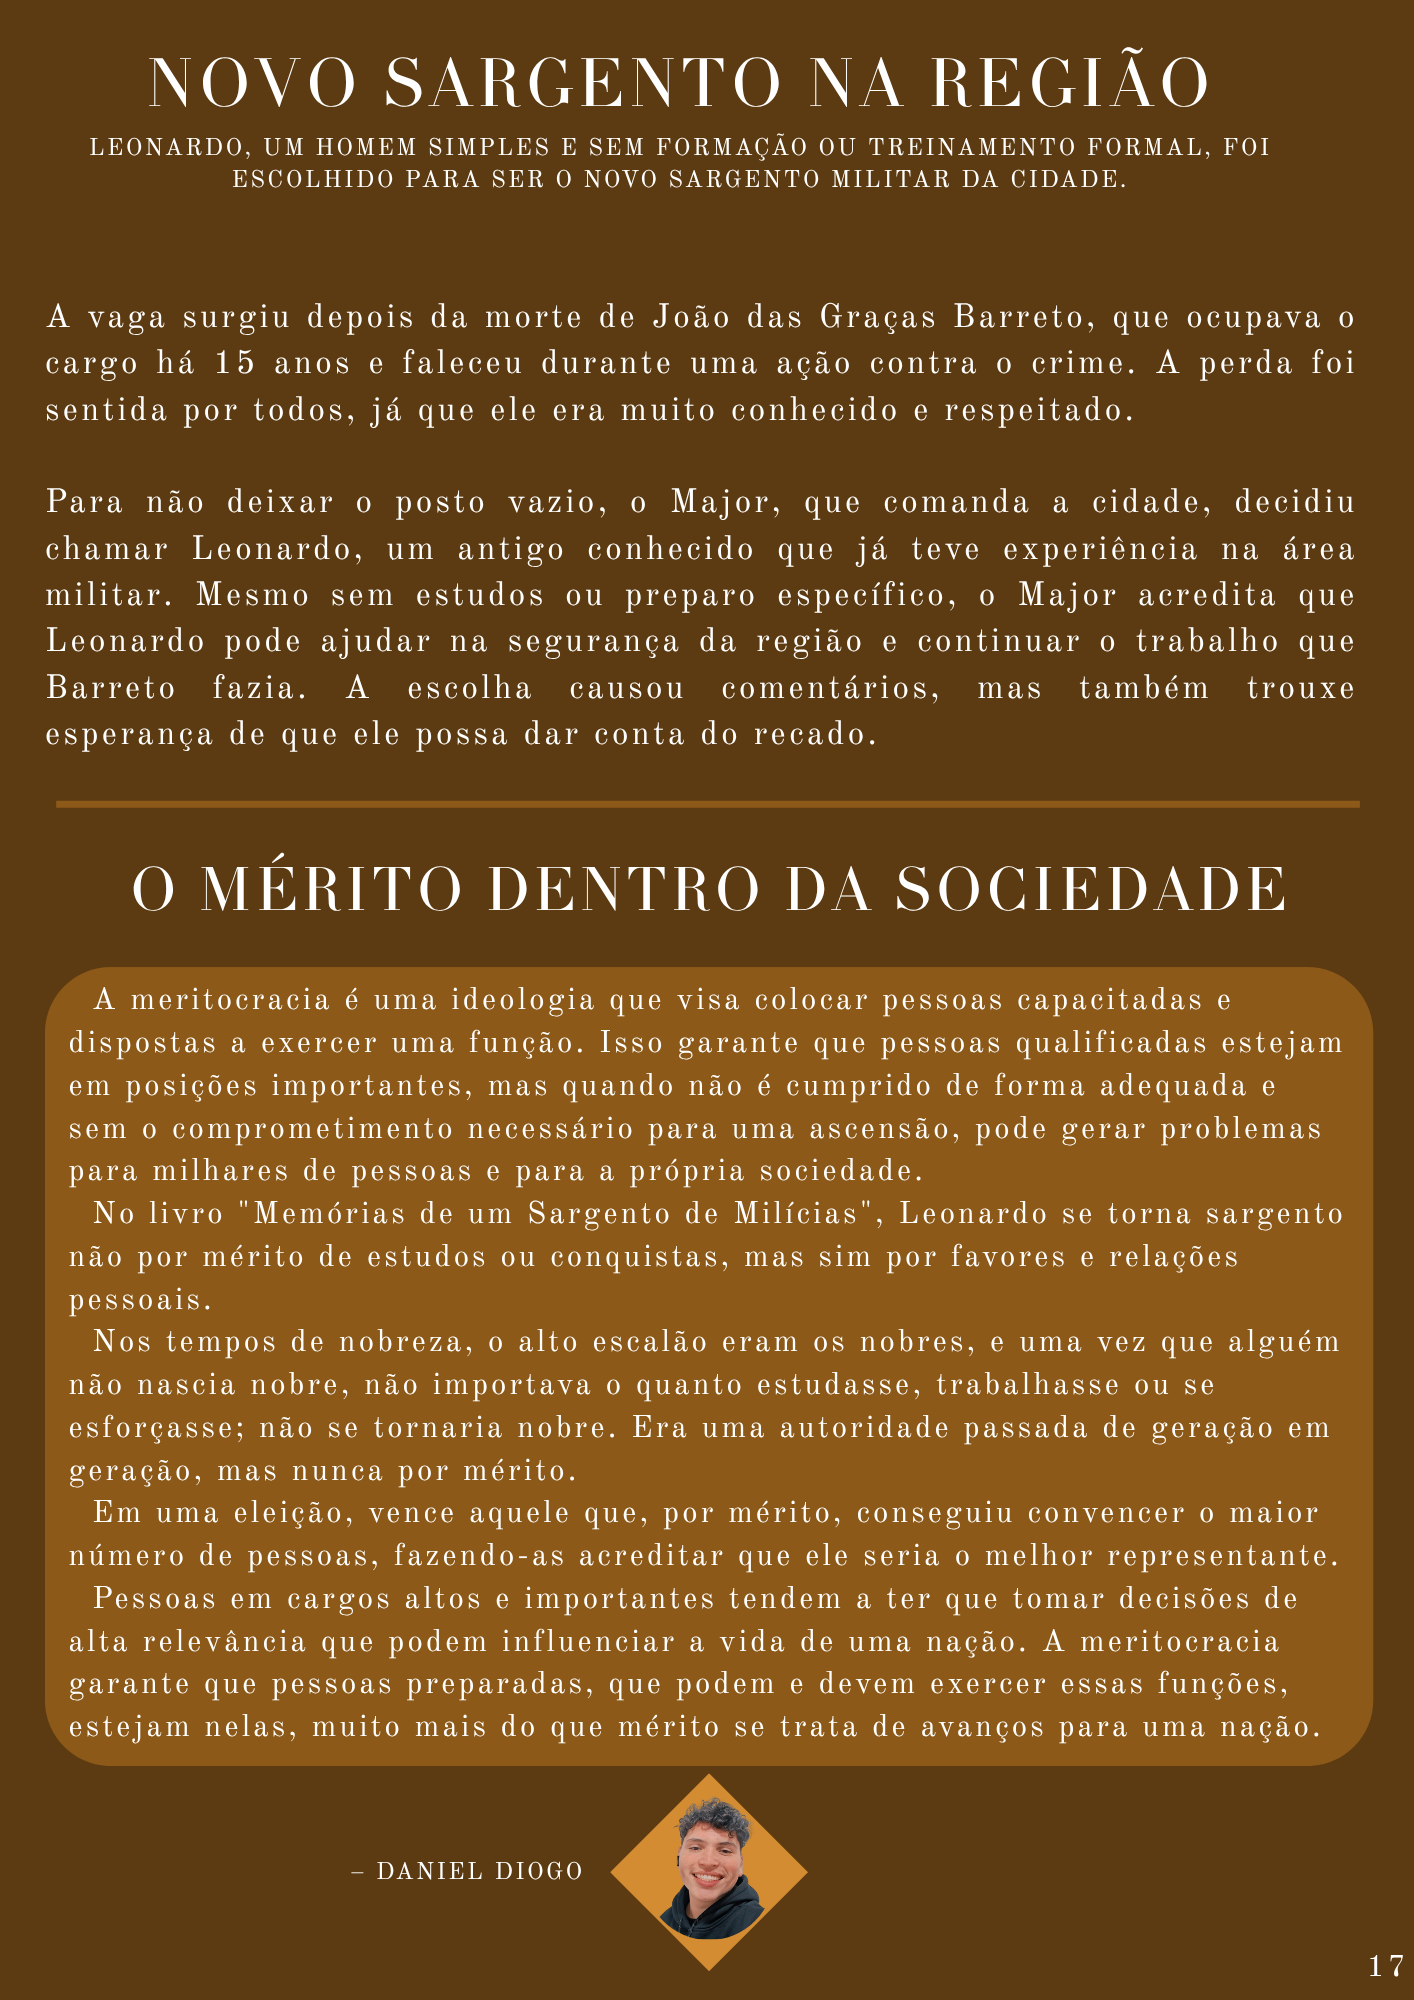 NOVO SARGENTO NA REGIÃO
LEONARDO, UM HOMEM SIMPLES E SEM FORMAÇÃO OU TREINAMENTO FORMAL, FOI
ESCOLHIDO PARA SER O NOVO SARGENTO MILITAR DA CIDADE.
A vaga surgiu depois da morte de João das Graças Barreto, que ocupava o
cargo há 15 anos e faleceu durante uma ação contra o crime. A perda foi
sentida por todos, já que ele era muito conhecido e respeitado.
Para não deixar o posto vazio, o Major, que comanda a cidade, decidiu
chamar Leonardo, um antigo conhecido que já teve experiência na área
militar. Mesmo sem estudos ou preparo específico, o Major acredita que
Leonardo pode ajudar na segurança da região e continuar o trabalho que
Barreto fazia. A escolha causou comentários, mas também trouxe
esperança de que ele possa dar conta do recado.
O MÉRITO DENTRO DA SOCIEDADE
A meritocracia é uma ideologia que visa colocar pessoas capacitadas e
dispostas a exercer uma função. Isso garante que pessoas qualificadas estejam
em posições importantes, mas quando não é cumprido de forma adequada e
sem o comprometimento necessário para uma ascensão, pode gerar problemas
para milhares de pessoas e para a própria sociedade.
No livro "Memórias de um Sargento de Milícias", Leonardo se torna sargento
não por mérito de estudos ou conquistas, mas sim por favores e relações
pessoais.
Nos tempos de nobreza, o alto escalão eram os nobres, e uma vez que alguém
não nascia nobre, não importava o quanto estudasse, trabalhasse ou se
esforçasse; não se tornaria nobre. Era uma autoridade passada de geração em
geração, mas nunca por mérito.
Em uma eleição, vence aquele que, por mérito, conseguiu convencer o maior
número de pessoas, fazendo-as acreditar que ele seria o melhor representante.
Pessoas em cargos altos e importantes tendem a ter que tomar decisões de
alta relevância que podem influenciar a vida de uma nação. A meritocracia
garante que pessoas preparadas, que podem e devem exercer essas funções,
estejam nelas, muito mais do que mérito se trata de avanços para uma nação.
– DANIEL DIOGO
17